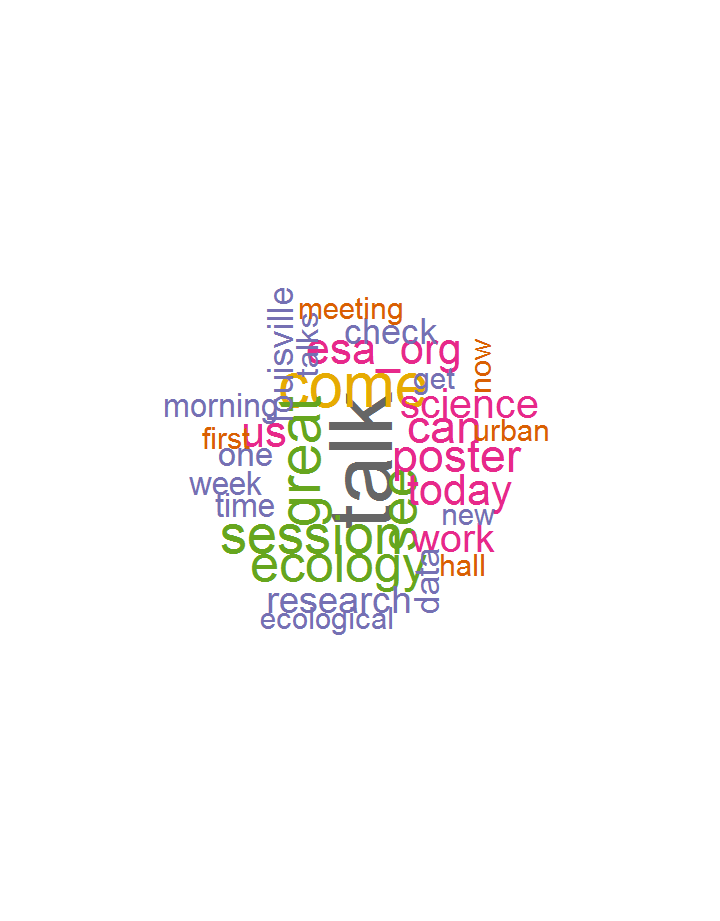 louisville
meeting
talks
check
esa_org
now
come
get
morning
science
great
talk
us
can
urban
first
one
poster
see
week
today
time
new
session
work
ecology
hall
data
research
ecological